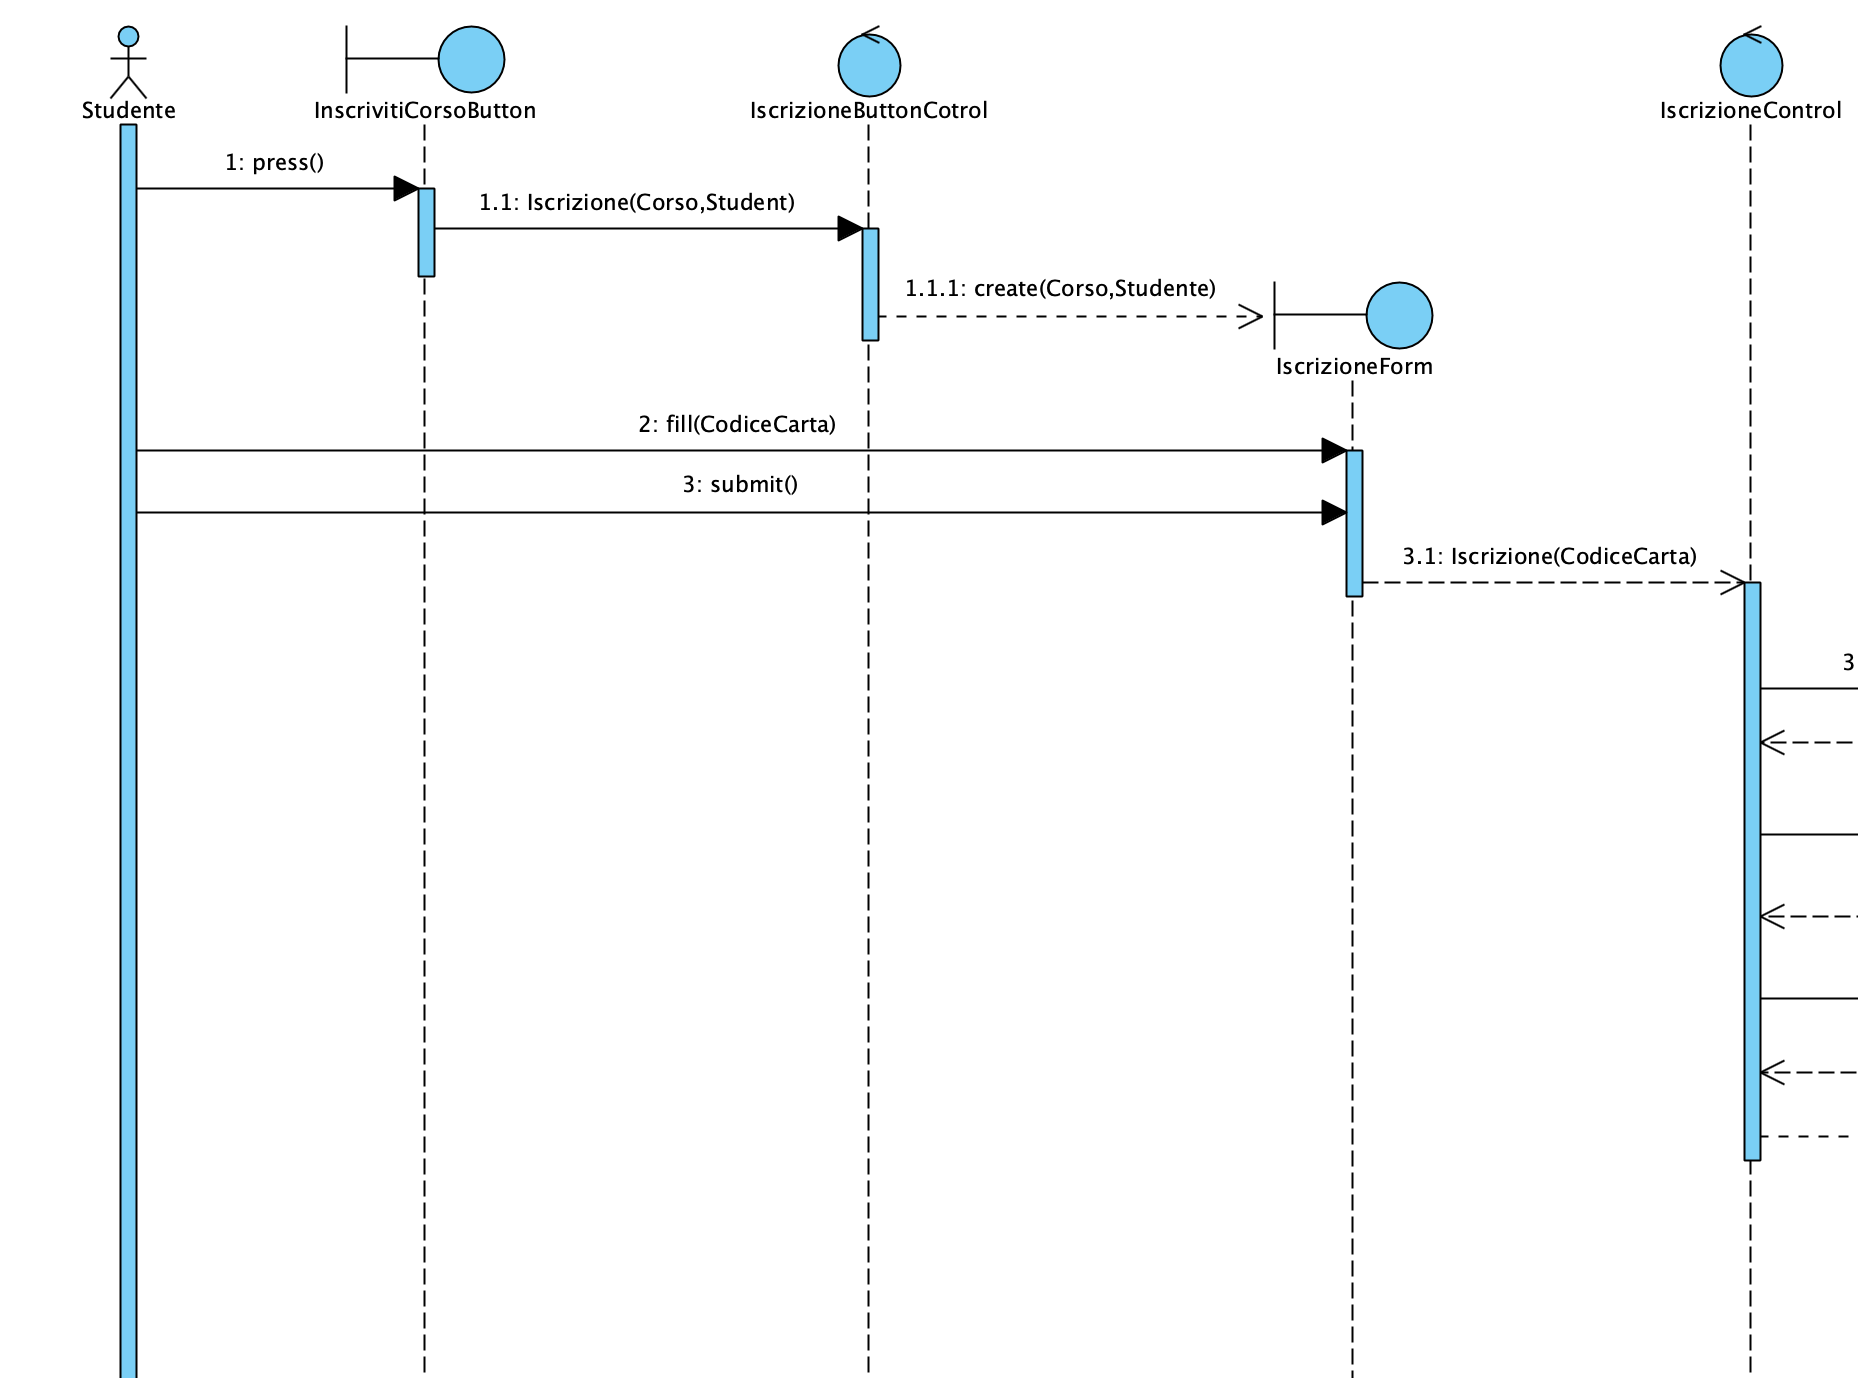 Studente
InscrivitiCorsoButton
IscrizioneButtonCotrol
IscrizioneControl
1: press()
1.1: Iscrizione(Corso,Student)
1.1.1: create(Corso,Studente)
IscrizioneForm
2: fill(CodiceCarta)
3: submit()
3.1: Iscrizione(CodiceCarta)
3